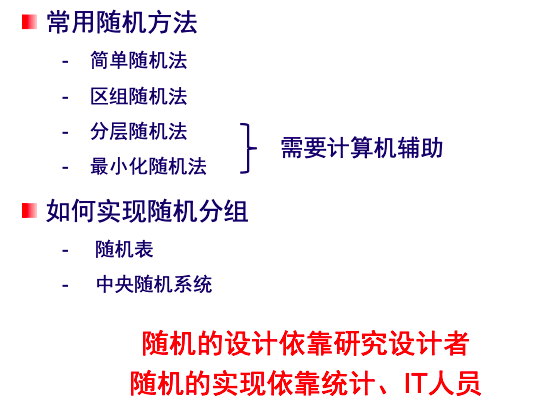 常用随机方法
- 简单随机法
- 区组随机法
- 分层随机法
- 最小化随机法
需要计算机辅助
如何实现随机分组
- 随机表
- 中央随机系统
随机的设计依靠研究设计者
随机的实现依靠统计、IT人员